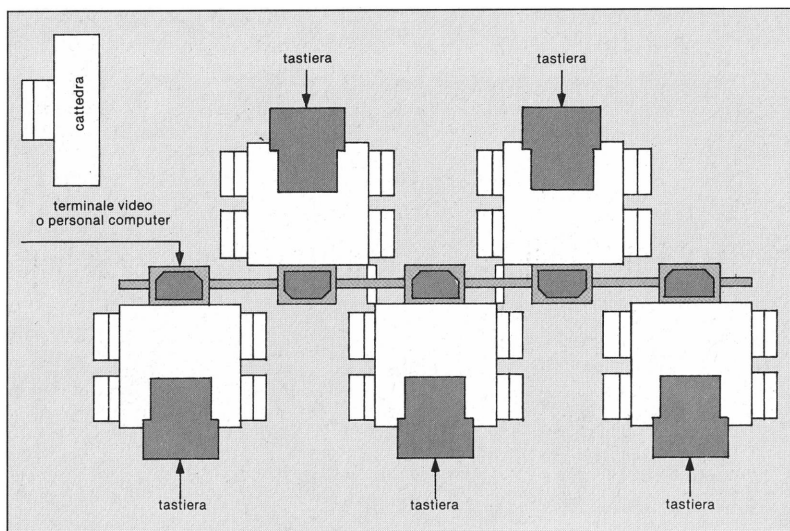 tastiera
tastiera
cattedra
terminale video
o personal computer
tastiera
tastiera
tastiera